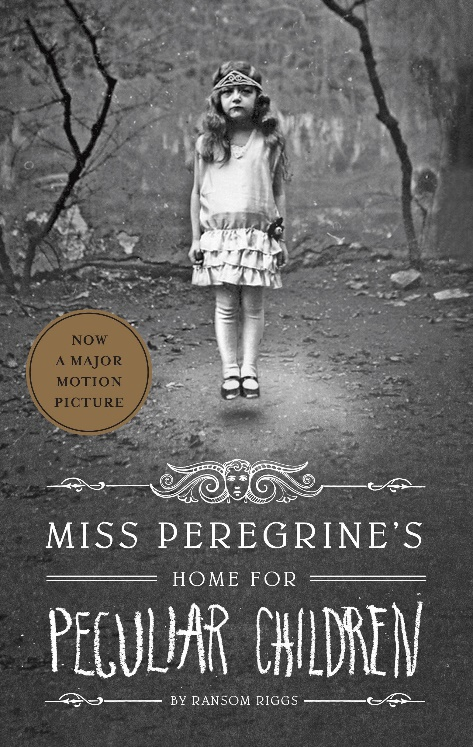 NOW
A MAJOR
MOTION
PICTURE
MISS PEREGRINE'S
HOME FOR
PECULIAR CHILDREN
BY RANSOM RIGGS